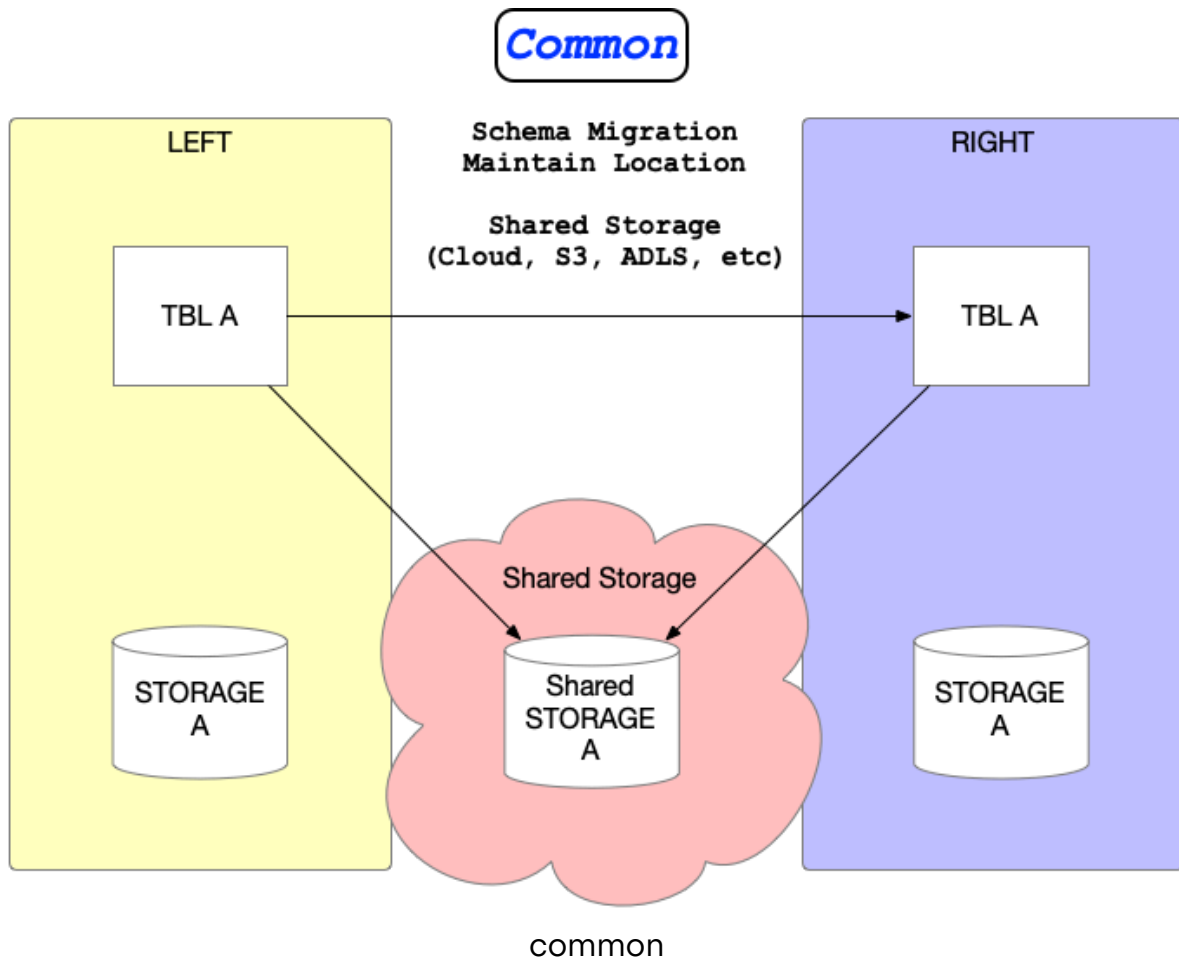 Common
LEFT
Schema Migration
Maintain Location
Shared Storage
(Cloud, S3, ADLS, etc)
RIGHT
TBL A
TBL A
Shared Storage
STORAGE
A
Shared
STORAGE
A
STORAGE
A
common